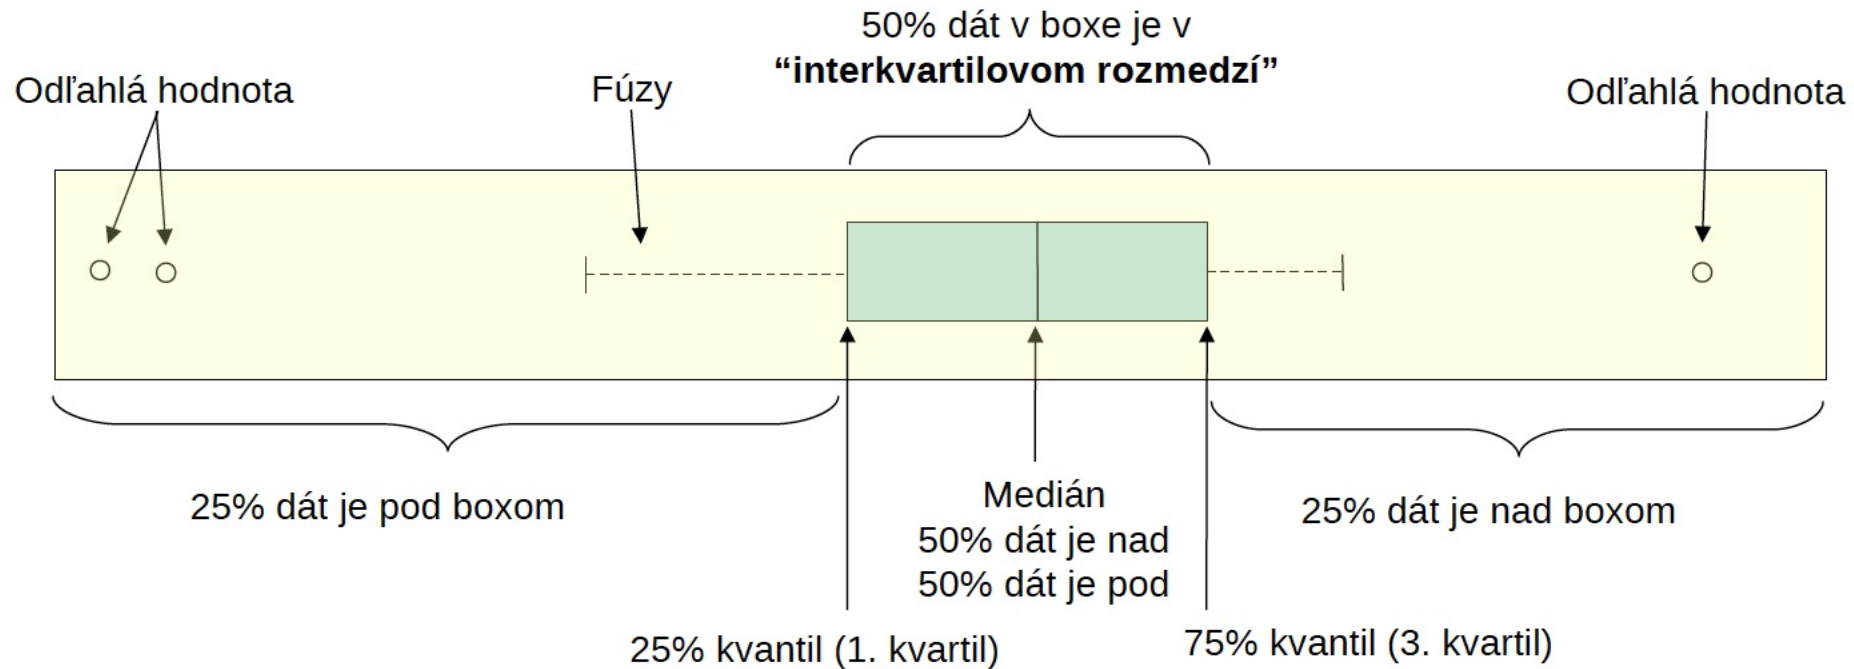 50% dát v boxe je v
“interkvartilovom rozmedzí”
Odľahlá hodnota
Fúzy
Odľahlá hodnota
25% dát je pod boxom
Medián
50% dát je nad
50% dát je pod
25% dát je nad boxom
25% kvantil (1. kvartil)
75% kvantil (3. kvartil)